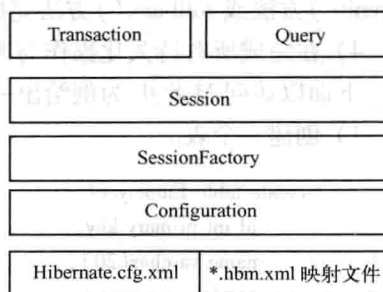 Transaction Query
Session
SessionFactory
Configuration
Hibernate.cfg.xml *.hbm.xml 映射文件